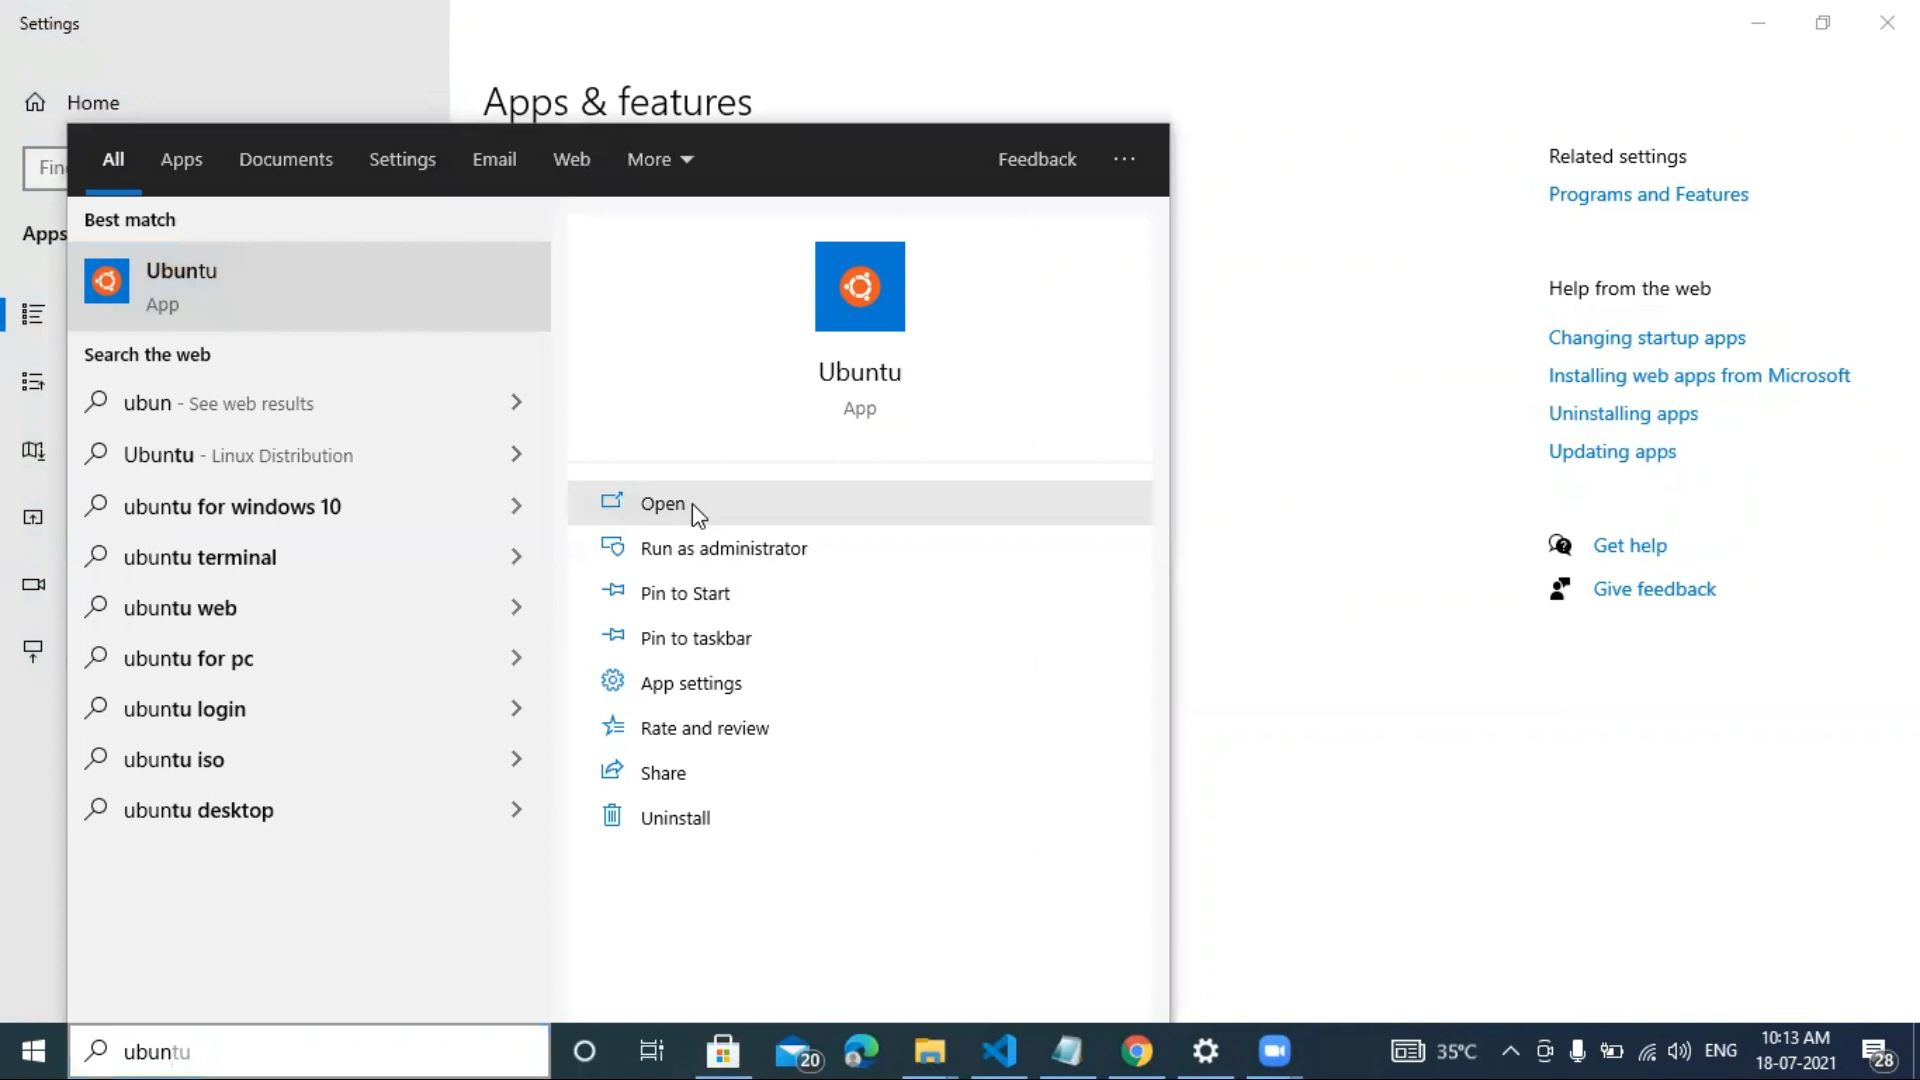 Settings
Home
Apps & features
Find
All Apps Documents Settings Email Web More Feedback ...
Related settings
Programs and Features
Best match
Apps
Ubuntu
App
Ubuntu
App
Help from the web
Changing startup apps
Installing web apps from Microsoft
Uninstalling apps
Updating apps
Search the web
ubun - See web results
Ubuntu - Linux Distribution
ubuntu for windows 10
ubuntu terminal
ubuntu web
ubuntu for pc
ubuntu login
ubuntu iso
ubuntu desktop
Open
Run as administrator
Pin to Start
Pin to taskbar
App settings
Rate and review
Share
Uninstall
Get help
Give feedback
ubuntu
20
35°C
ENG
10:13 AM
18-07-2021
28